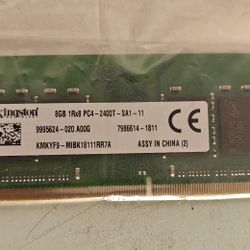 Kingston
8GB 1Rx8 PC4-2400T-SA1-11
9995624-020.A00G
7986614-1811
KMKYF9-MIBK18111RR7A
ASSY IN CHINA (2)
CE